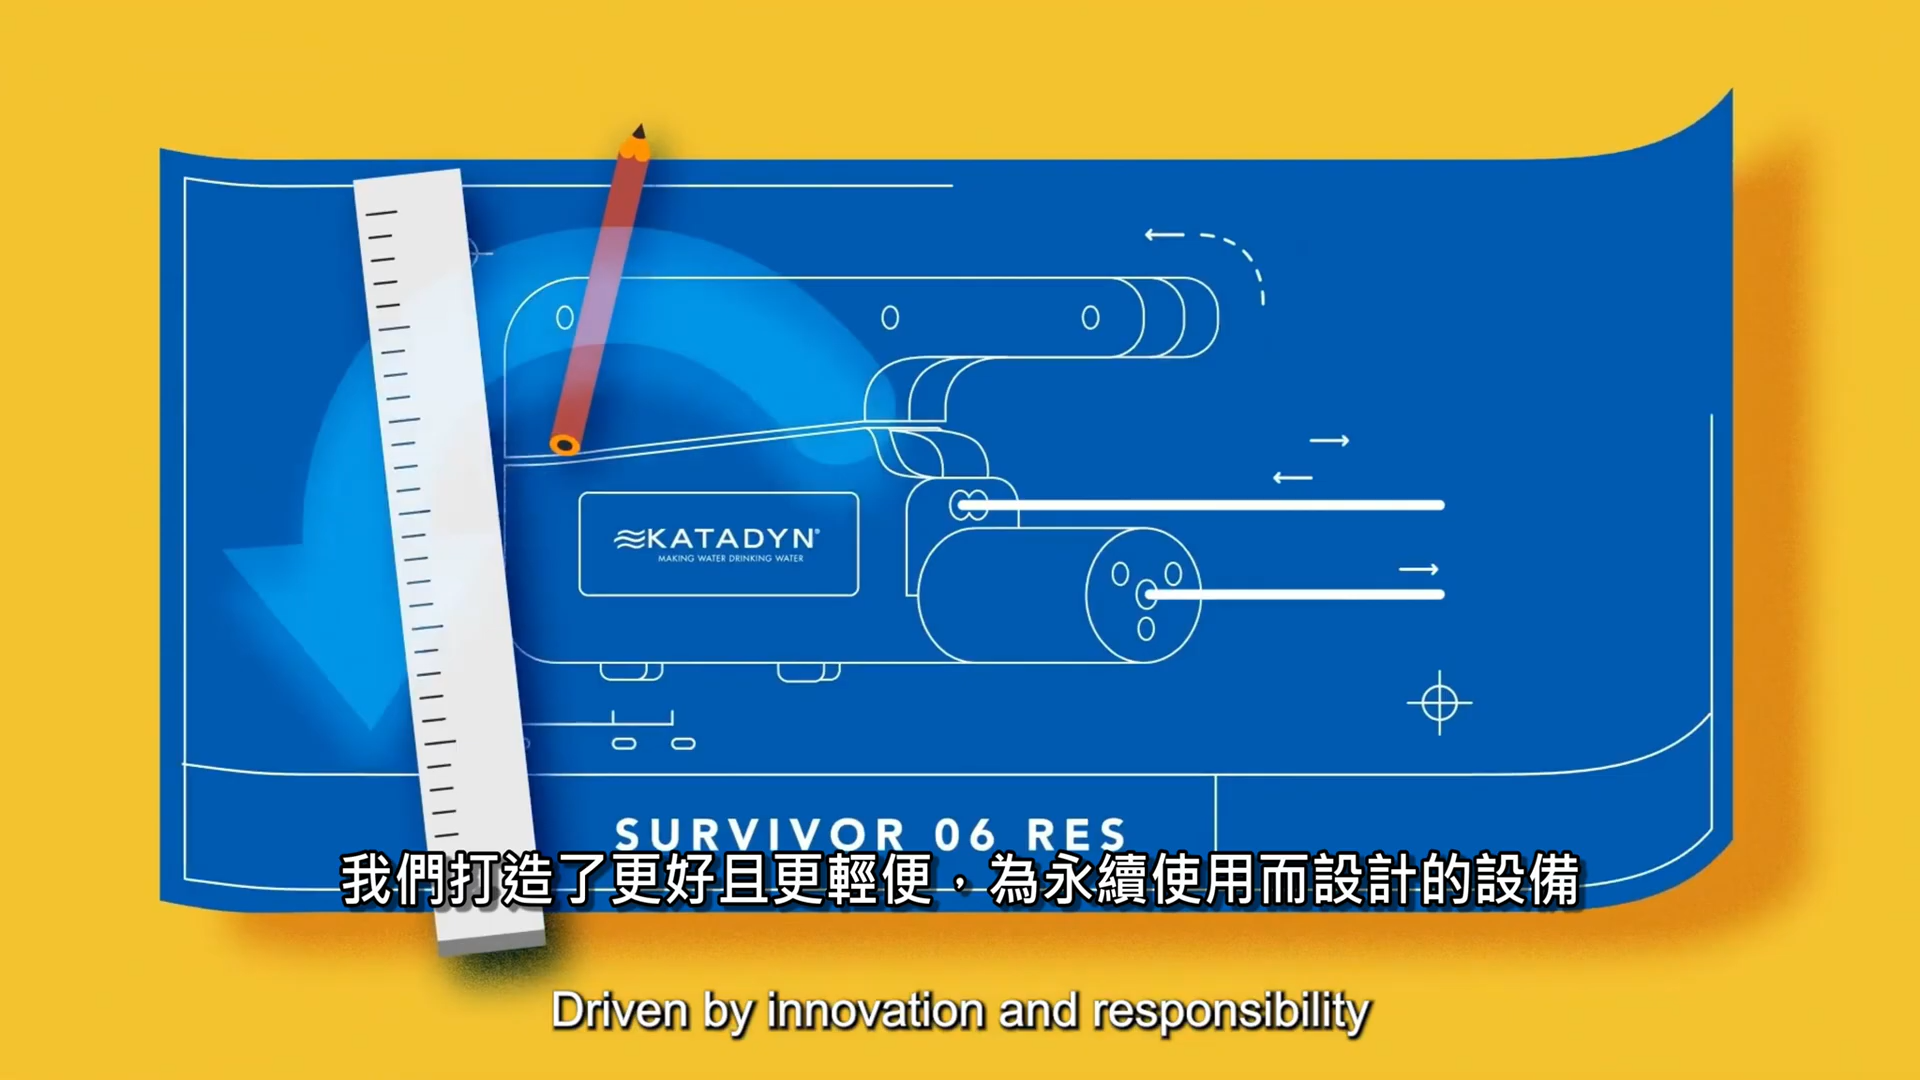 KATADYN®
MAKING WATER DRINKING WATER
SURVIVOR 06 RES
我們打造了更好且更輕便，為永續使用而設計的設備
Driven by innovation and responsibility